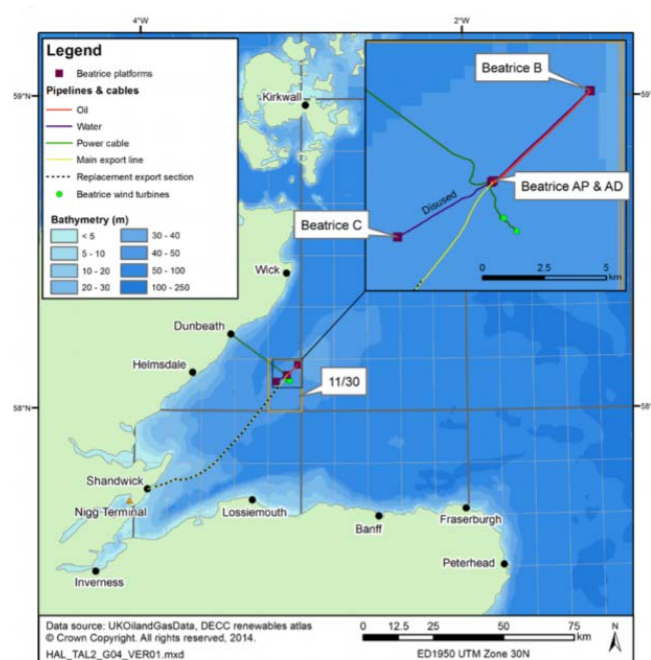 4°W
2°W
Legend
Beatrice platforms
Pipelines & cables
Oil
Water
Power cable
Main export line
Replacement export section
Beatrice wind turbines
Bathymetry (m)
< 5
30 - 40
5 - 10
40 - 50
10 - 20
50 - 100
20 - 30
100 - 250
59°N
59°N
Kirkwall
Beatrice B
Beatrice AP & AD
Disused
Beatrice C
0 2.5 5
km
Wick
Dunbeath
Helmsdale
11/30
58°N
58°N
Shandwick
Nigg Terminal
Lossiemouth
Banff
Fraserburgh
Peterhead
Inverness
Data source: UKOilandGasData, DECC renewables atlas
© Crown Copyright. All rights reserved, 2014.
HAL_TAL2_G04_VER01.mxd
0 12.5 25 50 75
km
ED1950 UTM Zone 30N
N